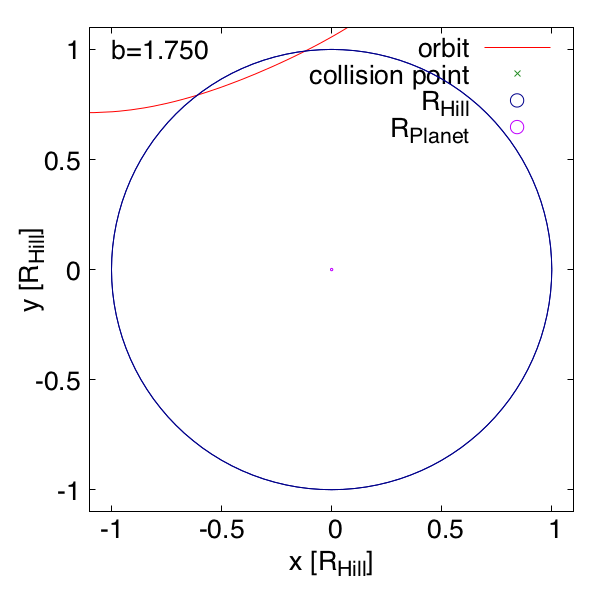 b=1.750
orbit
collision point
R_Hill
R_Planet
1
0.5
0
-0.5
-1
y [R_Hill]
-1
-0.5
0
0.5
1
x [R_Hill]